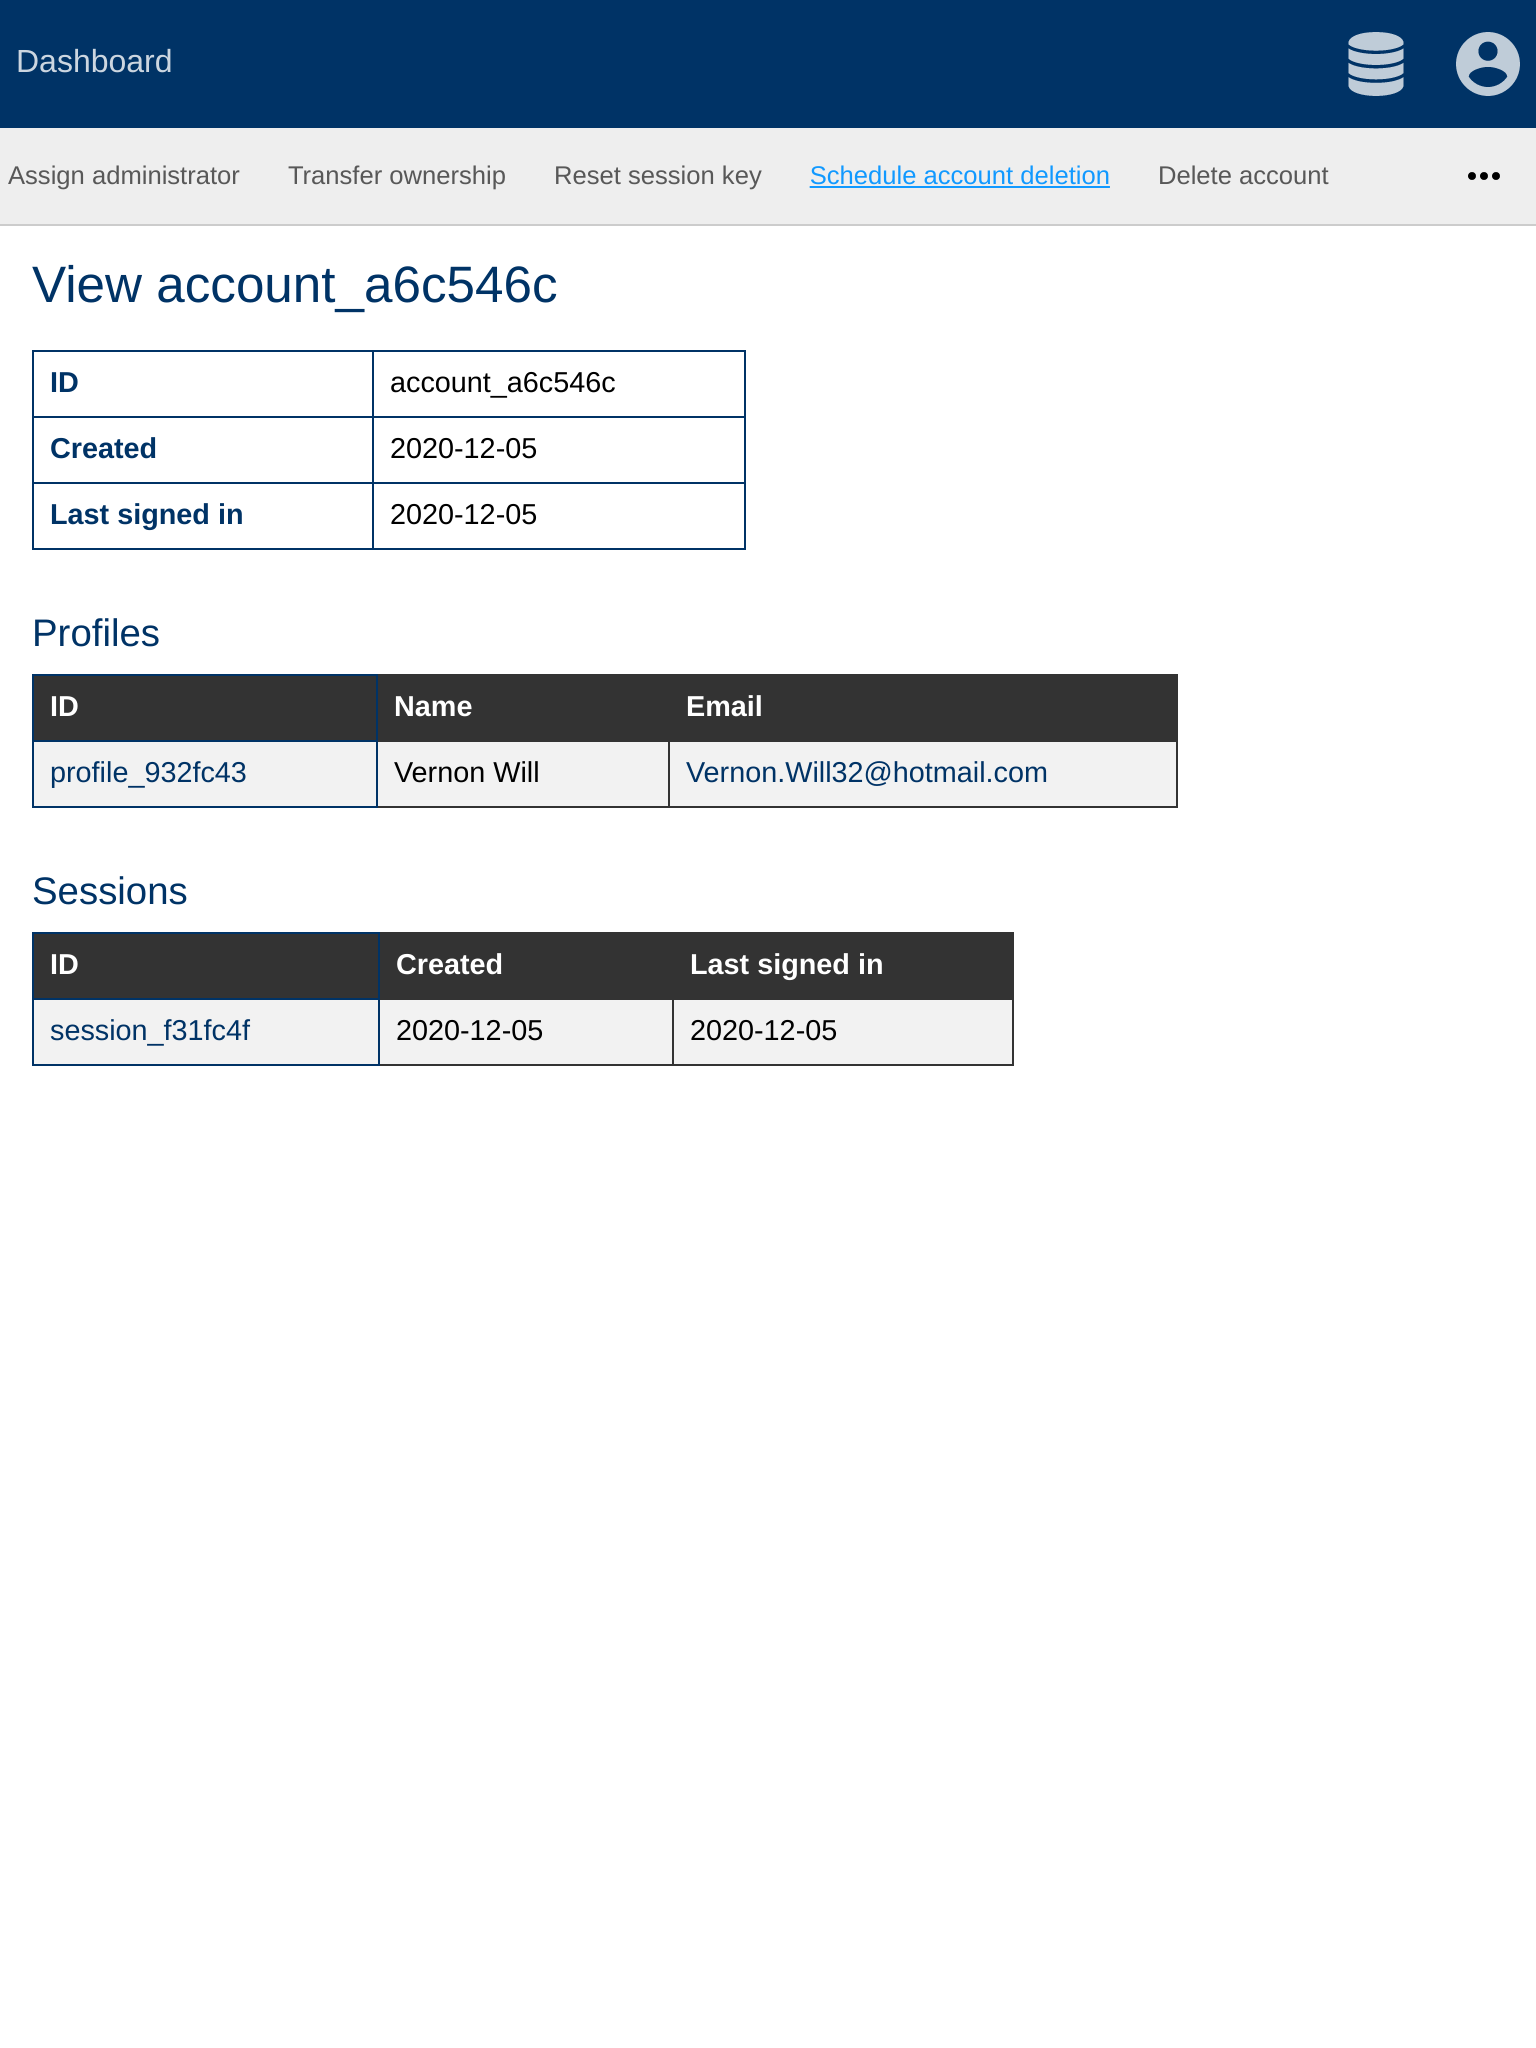 Dashboard
Assign administrator Transfer ownership Reset session key Schedule account deletion Delete account
View account_a6c546c
ID account_a6c546c
Created 2020-12-05
Last signed in 2020-12-05
Profiles
ID Name Email
profile_932fc43 Vernon Will Vernon.Will32@hotmail.com
Sessions
ID Created Last signed in
session_f31fc4f 2020-12-05 2020-12-05